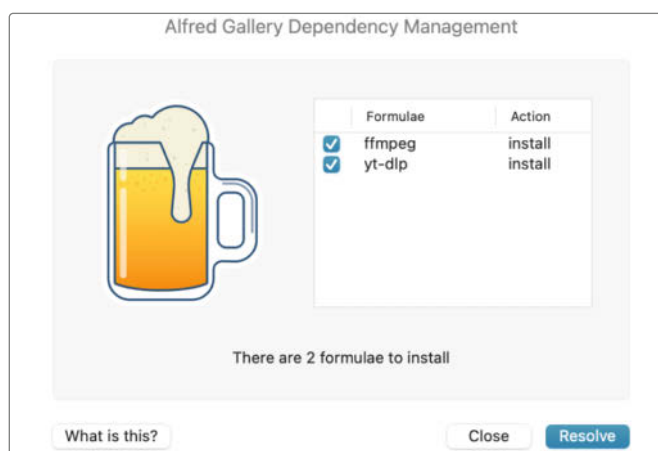 Alfred Gallery Dependency Management
Formulae Action
ffmpeg install
yt-dlp install
There are 2 formulae to install
What is this? Close Resolve